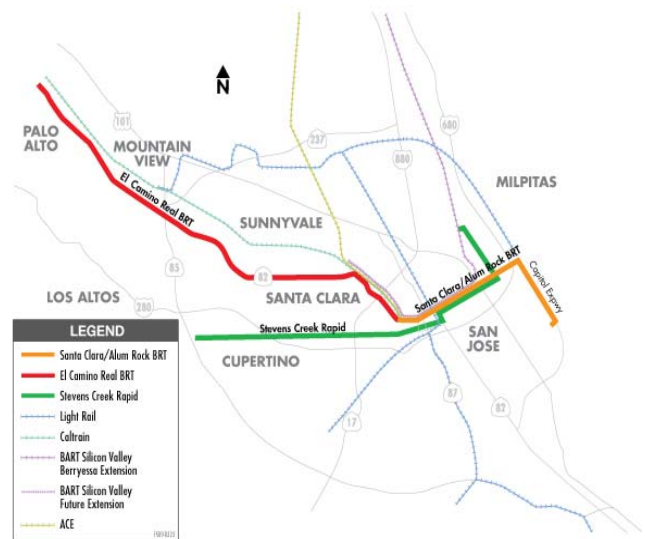 N
101
237
680
880
PALO
ALTO
MOUNTAIN
VIEW
MILPITAS
El Camino Real BRT
SUNNYVALE
85
82
Santa Clara/Alum Rock BRT
Capitol Expwy
LOS ALTOS
280
SANTA CLARA
Stevens Creek Rapid
SAN
JOSE
CUPERTINO
87
82
17
LEGEND
Santa Clara/Alum Rock BRT
El Camino Real BRT
Stevens Creek Rapid
Light Rail
Caltrain
BART Silicon Valley
Berryessa Extension
BART Silicon Valley
Future Extension
ACE